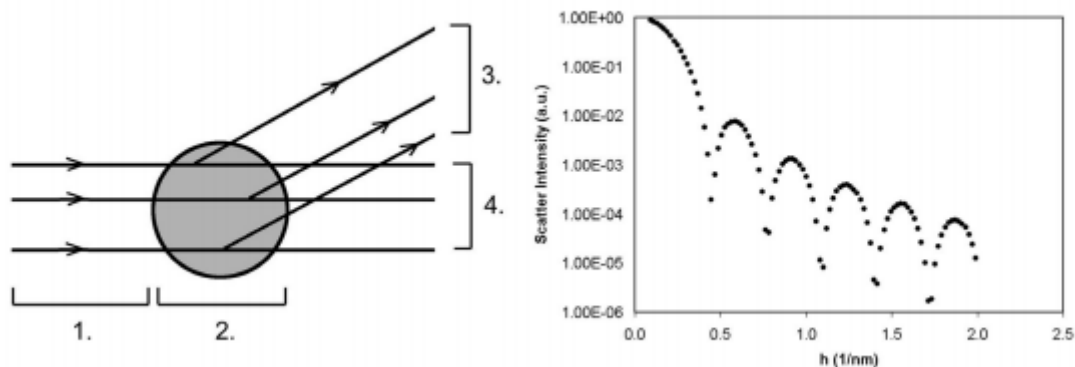 3.
4.
1.
2.
1.00E+00
1.00E-01
1.00E-02
1.00E-03
1.00E-04
1.00E-05
1.00E-06
Scatter Intensity (a.u.)
0.0 0.5 1.0 1.5 2.0 2.5
h (1/nm)